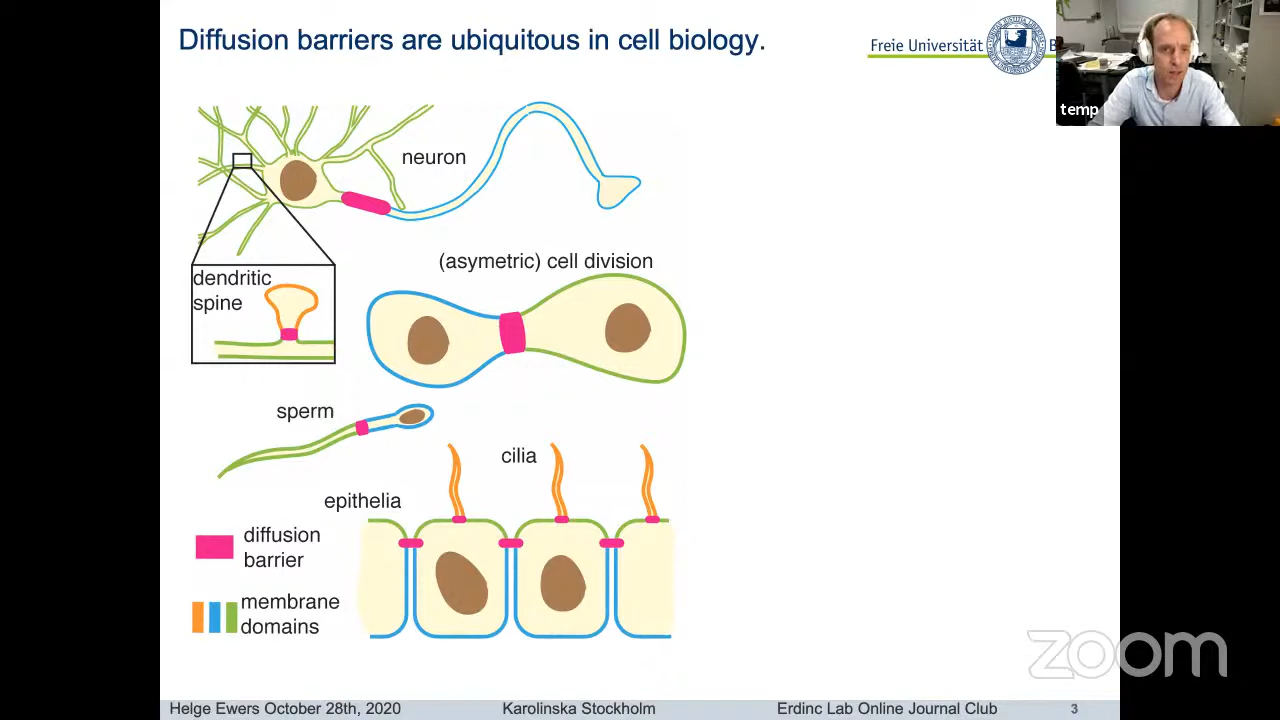 Diffusion barriers are ubiquitous in cell biology.
Freie Universität
B
temp
neuron
(asymetric) cell division
dendritic
spine
sperm
cilia
epithelia
diffusion
barrier
membrane
domains
zoom
Helge Ewers October 28th, 2020
Karolinska Stockholm
Erdinc Lab Online Journal Club
3